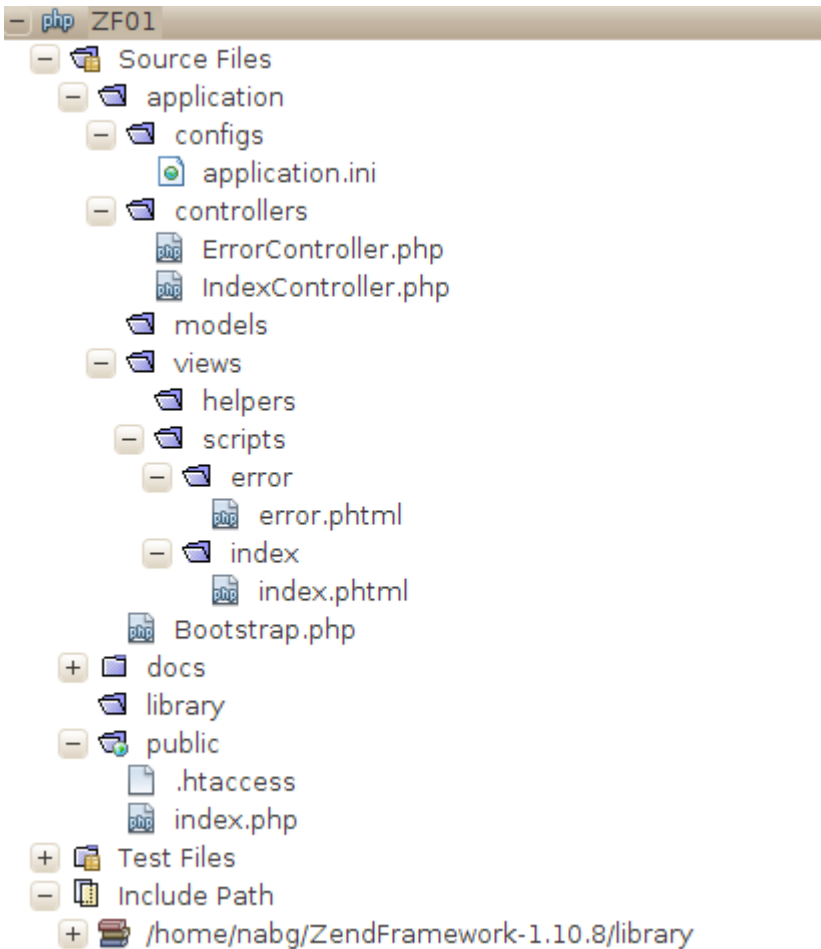 ZF01
Source Files
application
configs
application.ini
controllers
ErrorController.php
IndexController.php
models
views
helpers
scripts
error
error.phtml
index
index.phtml
Bootstrap.php
docs
library
public
.htaccess
index.php
Test Files
Include Path
/home/nabg/ZendFramework-1.10.8/library